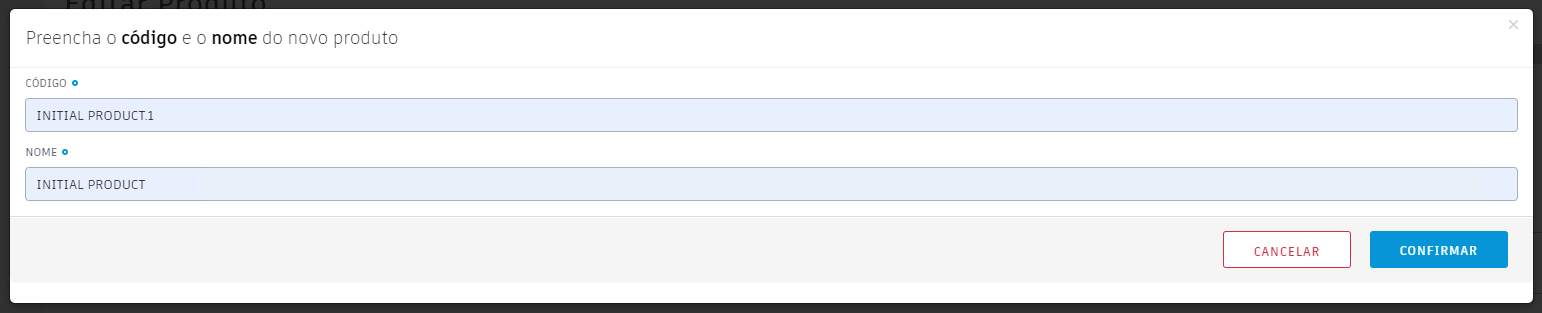 Editar Produto
×
Preencha o código e o nome do novo produto
CÓDIGO
INITIAL PRODUCT.1
NOME
INITIAL PRODUCT
CANCELAR
CONFIRMAR